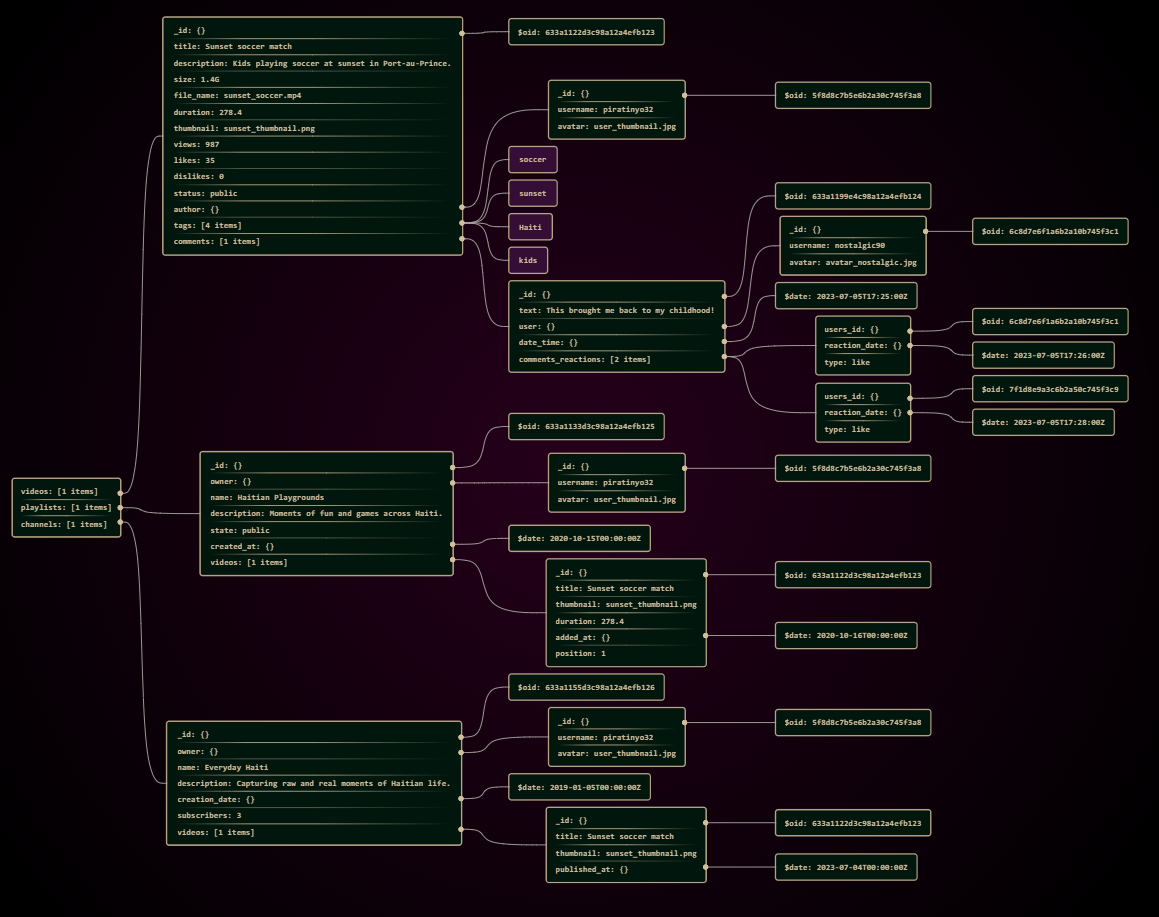 videos: [1 items]
playlists: [1 items]
channels: [1 items]
_id: {}
title: Sunset soccer match
description: Kids playing soccer at sunset in Port-au-Prince.
size: 1.4G
file_name: sunset_soccer.mp4
duration: 278.4
thumbnail: sunset_thumbnail.png
views: 987
likes: 35
dislikes: 0
status: public
author: {}
tags: [4 items]
comments: [1 items]
$oid: 633a1122d3c98a12a4efb123
_id: {}
username: piratinyo32
avatar: user_thumbnail.jpg
$oid: 5f8d8c7b5e6b2a30c745f3a8
soccer
sunset
Haiti
kids
_id: {}
text: This brought me back to my childhood!
user: {}
date_time: {}
comments_reactions: [2 items]
$oid: 633a1199e4c98a12a4efb124
_id: {}
username: nostalgic90
avatar: avatar_nostalgic.jpg
$oid: 6c8d7e6f1a6b2a10b745f3c1
$date: 2023-07-05T17:25:00Z
users_id: {}
reaction_date: {}
type: like
$oid: 6c8d7e6f1a6b2a10b745f3c1
$date: 2023-07-05T17:26:00Z
users_id: {}
reaction_date: {}
type: like
$oid: 7f1d8e9a3c6b2a50c745f3c9
$date: 2023-07-05T17:28:00Z
_id: {}
owner: {}
name: Haitian Playgrounds
description: Moments of fun and games across Haiti.
state: public
created_at: {}
videos: [1 items]
$oid: 633a1133d3c98a12a4efb125
_id: {}
username: piratinyo32
avatar: user_thumbnail.jpg
$oid: 5f8d8c7b5e6b2a30c745f3a8
$date: 2020-10-15T00:00:00Z
_id: {}
title: Sunset soccer match
thumbnail: sunset_thumbnail.png
duration: 278.4
added_at: {}
position: 1
$oid: 633a1122d3c98a12a4efb123
$date: 2020-10-16T00:00:00Z
_id: {}
owner: {}
name: Everyday Haiti
description: Capturing raw and real moments of Haitian life.
creation_date: {}
subscribers: 3
videos: [1 items]
$oid: 633a1155d3c98a12a4efb126
_id: {}
username: piratinyo32
avatar: user_thumbnail.jpg
$oid: 5f8d8c7b5e6b2a30c745f3a8
$date: 2019-01-05T00:00:00Z
_id: {}
title: Sunset soccer match
thumbnail: sunset_thumbnail.png
published_at: {}
$oid: 633a1122d3c98a12a4efb123
$date: 2023-07-04T00:00:00Z